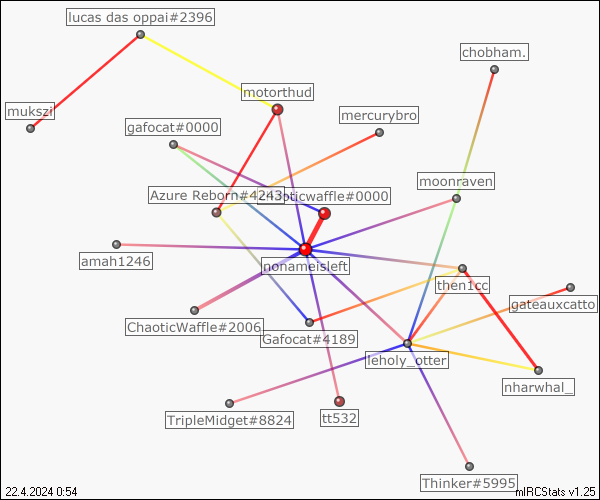 lucas das oppai#2396
chobham.
motorthud
mukszi
mercurybro
gafocat#0000
moonraven
Azure Reborn#4243
oticwaffle#0000
amah1246
nonameisleft
then1cc
gateauxcatto
ChaoticWaffle#2006
Gafocat#4189
leholy_otter
nharwhal_
TripleMidget#8824
tt532
Thinker#5995
22.4.2024 0:54
mIRCStats v1.25